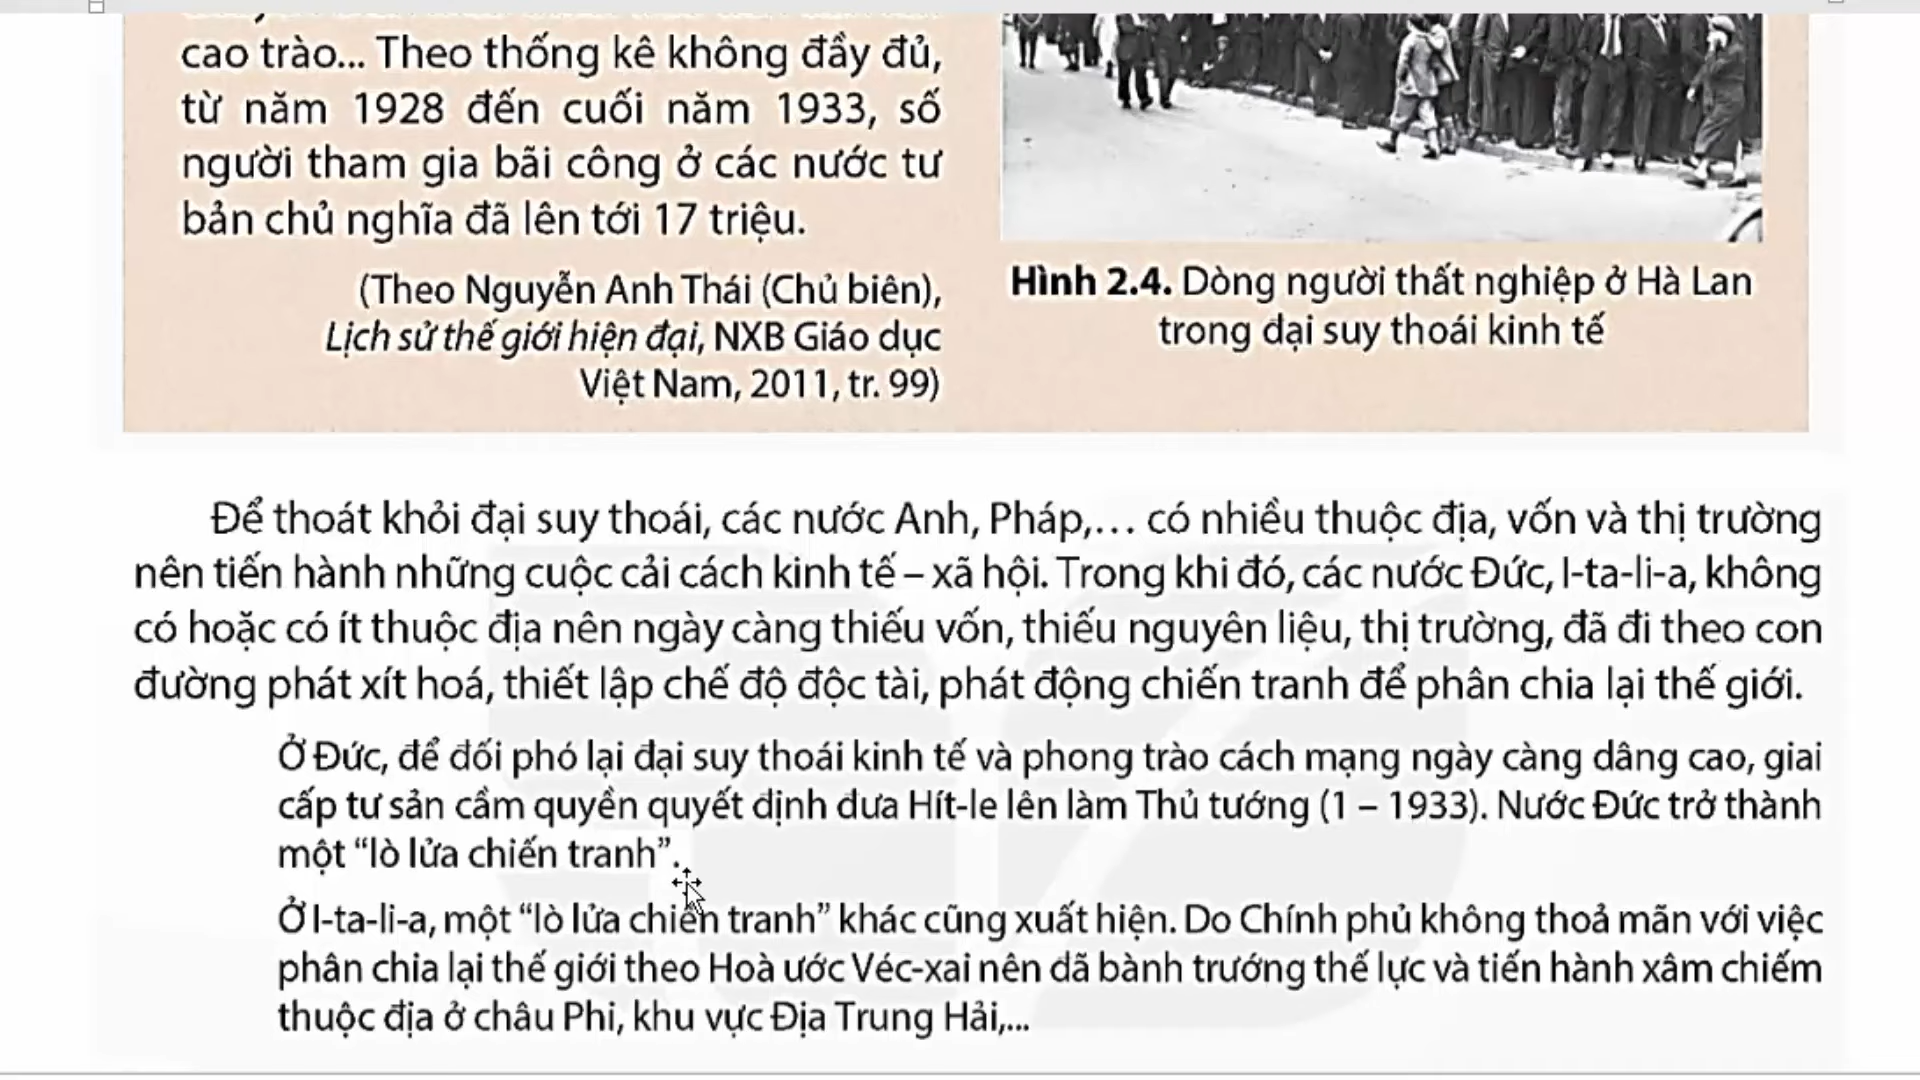 cao trào... Theo thống kê không đầy đủ,
từ năm 1928 đến cuối năm 1933, số
người tham gia bãi công ở các nước tư
bản chủ nghĩa đã lên tới 17 triệu.
(Theo Nguyễn Anh Thái (Chủ biên),
Lịch sử thế giới hiện đại, NXB Giáo dục
Việt Nam, 2011, tr. 99)
Hình 2.4. Dòng người thất nghiệp ở Hà Lan
trong đại suy thoái kinh tế
Để thoát khỏi đại suy thoái, các nước Anh, Pháp,... có nhiều thuộc địa, vốn và thị trường
nên tiến hành những cuộc cải cách kinh tế – xã hội. Trong khi đó, các nước Đức, I-ta-li-a, không
có hoặc có ít thuộc địa nên ngày càng thiếu vốn, thiếu nguyên liệu, thị trường, đã đi theo con
đường phát xít hoá, thiết lập chế độ độc tài, phát động chiến tranh để phân chia lại thế giới.
Ở Đức, để đối phó lại đại suy thoái kinh tế và phong trào cách mạng ngày càng dâng cao, giai
cấp tư sản cầm quyền quyết định đưa Hít-le lên làm Thủ tướng (1 – 1933). Nước Đức trở thành
một “lò lửa chiến tranh”.
Ở I-ta-li-a, một “lò lửa chiến tranh” khác cũng xuất hiện. Do Chính phủ không thoả mãn với việc
phân chia lại thế giới theo Hoà ước Véc-xai nên đã bành trướng thế lực và tiến hành xâm chiếm
thuộc địa ở châu Phi, khu vực Địa Trung Hải,...